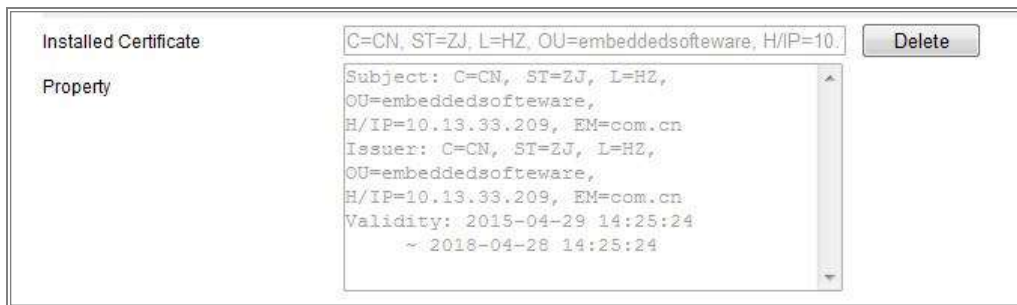 Installed Certificate
C=CN, ST=ZJ, L=HZ, OU=embeddedsofteware, H/IP=10.
Delete
Property
Subject: C=CN, ST=ZJ, L=HZ,
OU=embeddedsofteware,
H/IP=10.13.33.209, EM=com.cn
Issuer: C=CN, ST=ZJ, L=HZ,
OU=embeddedsofteware,
H/IP=10.13.33.209, EM=com.cn
Validity: 2015-04-29 14:25:24
~ 2018-04-28 14:25:24